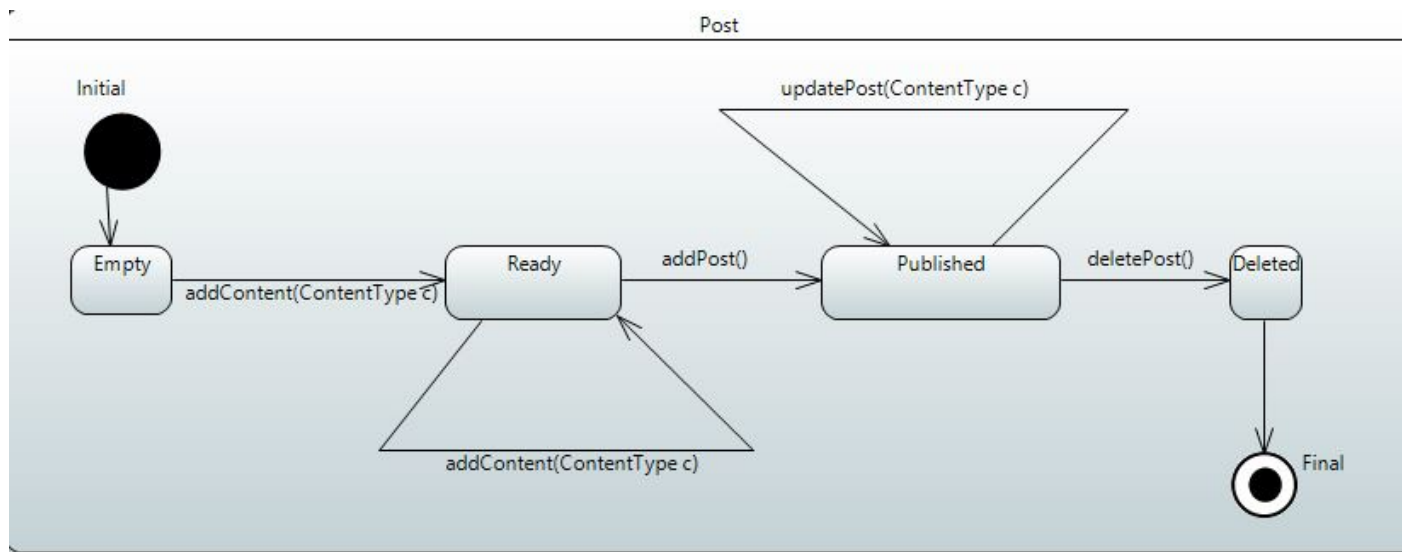 Post
Initial
updatePost(ContentType c)
Empty
Ready
addPost()
Published
deletePost()
Deleted
addContent(ContentType c)
addContent(ContentType c)
Final